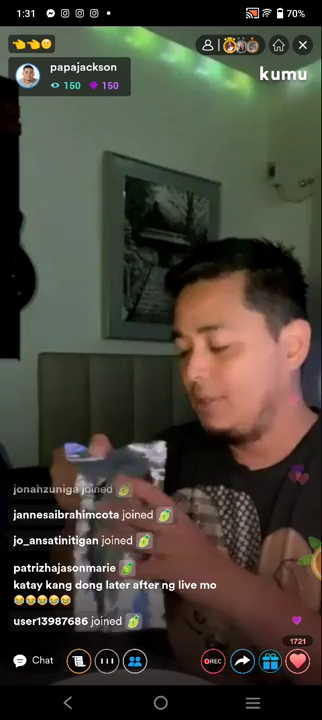 1:31
70%
papajackson
150 150
kumu
jonahzuniga joined
jannesaibrahimcota joined
jo_ansatinitigan joined
patrizhajasonmarie
katay kang dong later after ng live mo
user13987686 joined
1721
Chat
REC